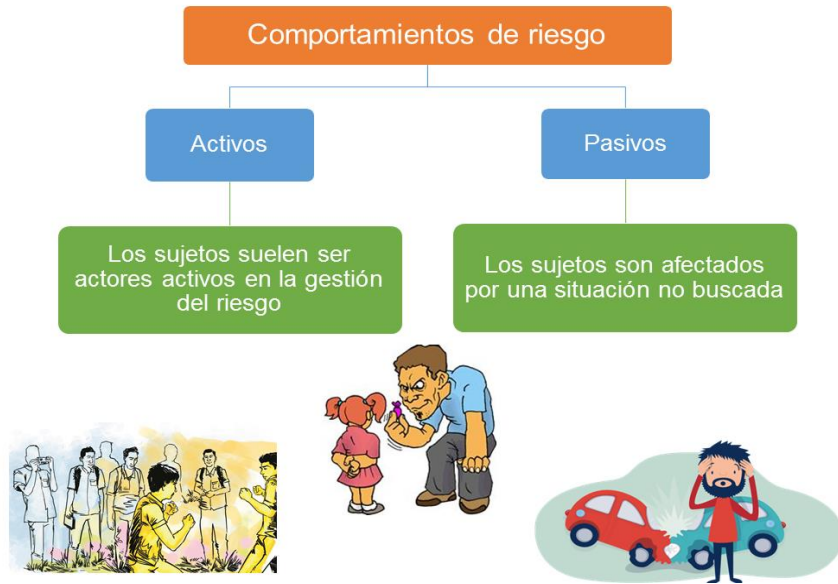 Comportamientos de riesgo
Activos
Pasivos
Los sujetos suelen ser
actores activos en la gestión
del riesgo
Los sujetos son afectados
por una situación no buscada